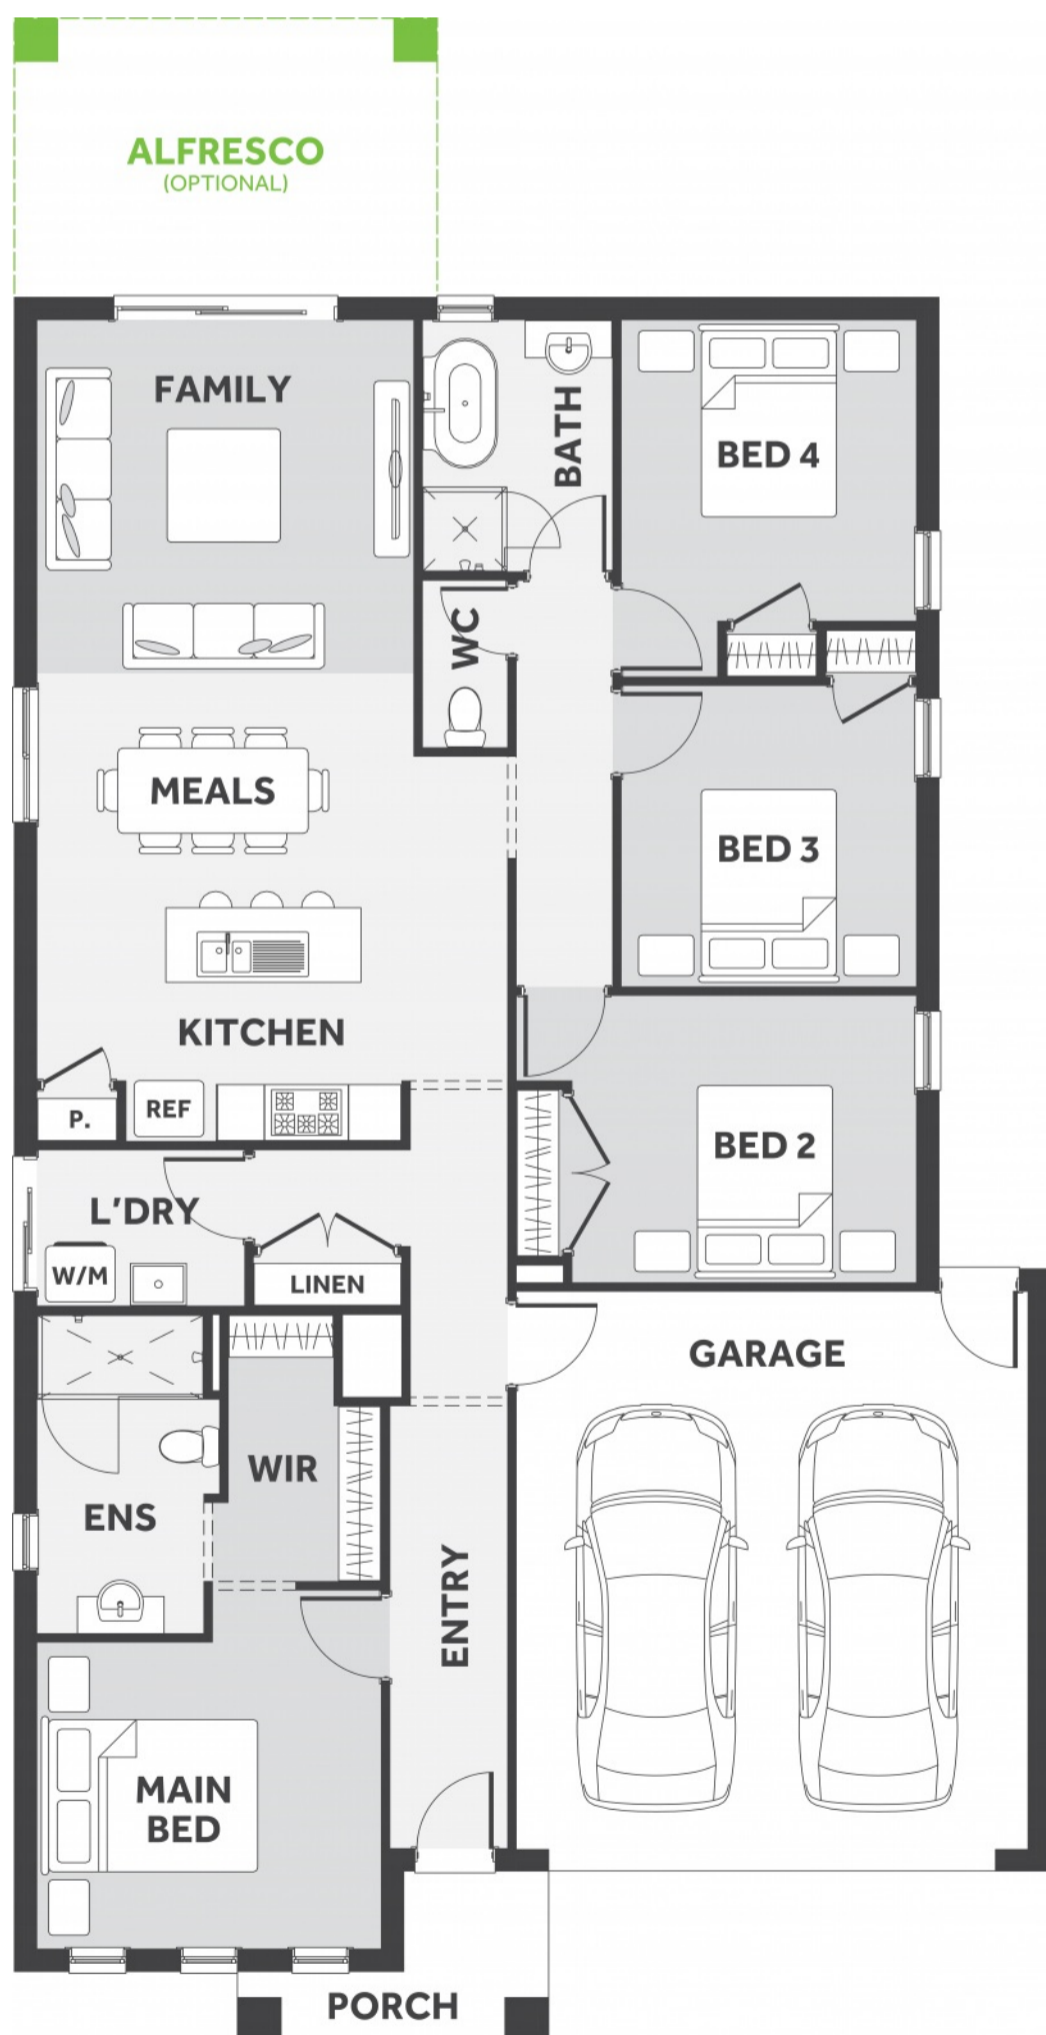 ALFRESCO
(OPTIONAL)
FAMILY
BATH
BED 4
WC
MEALS
BED 3
KITCHEN
P.
REF
BED 2
L'DRY
W/M
LINEN
GARAGE
WIR
ENS
ENTRY
MAIN
BED
PORCH